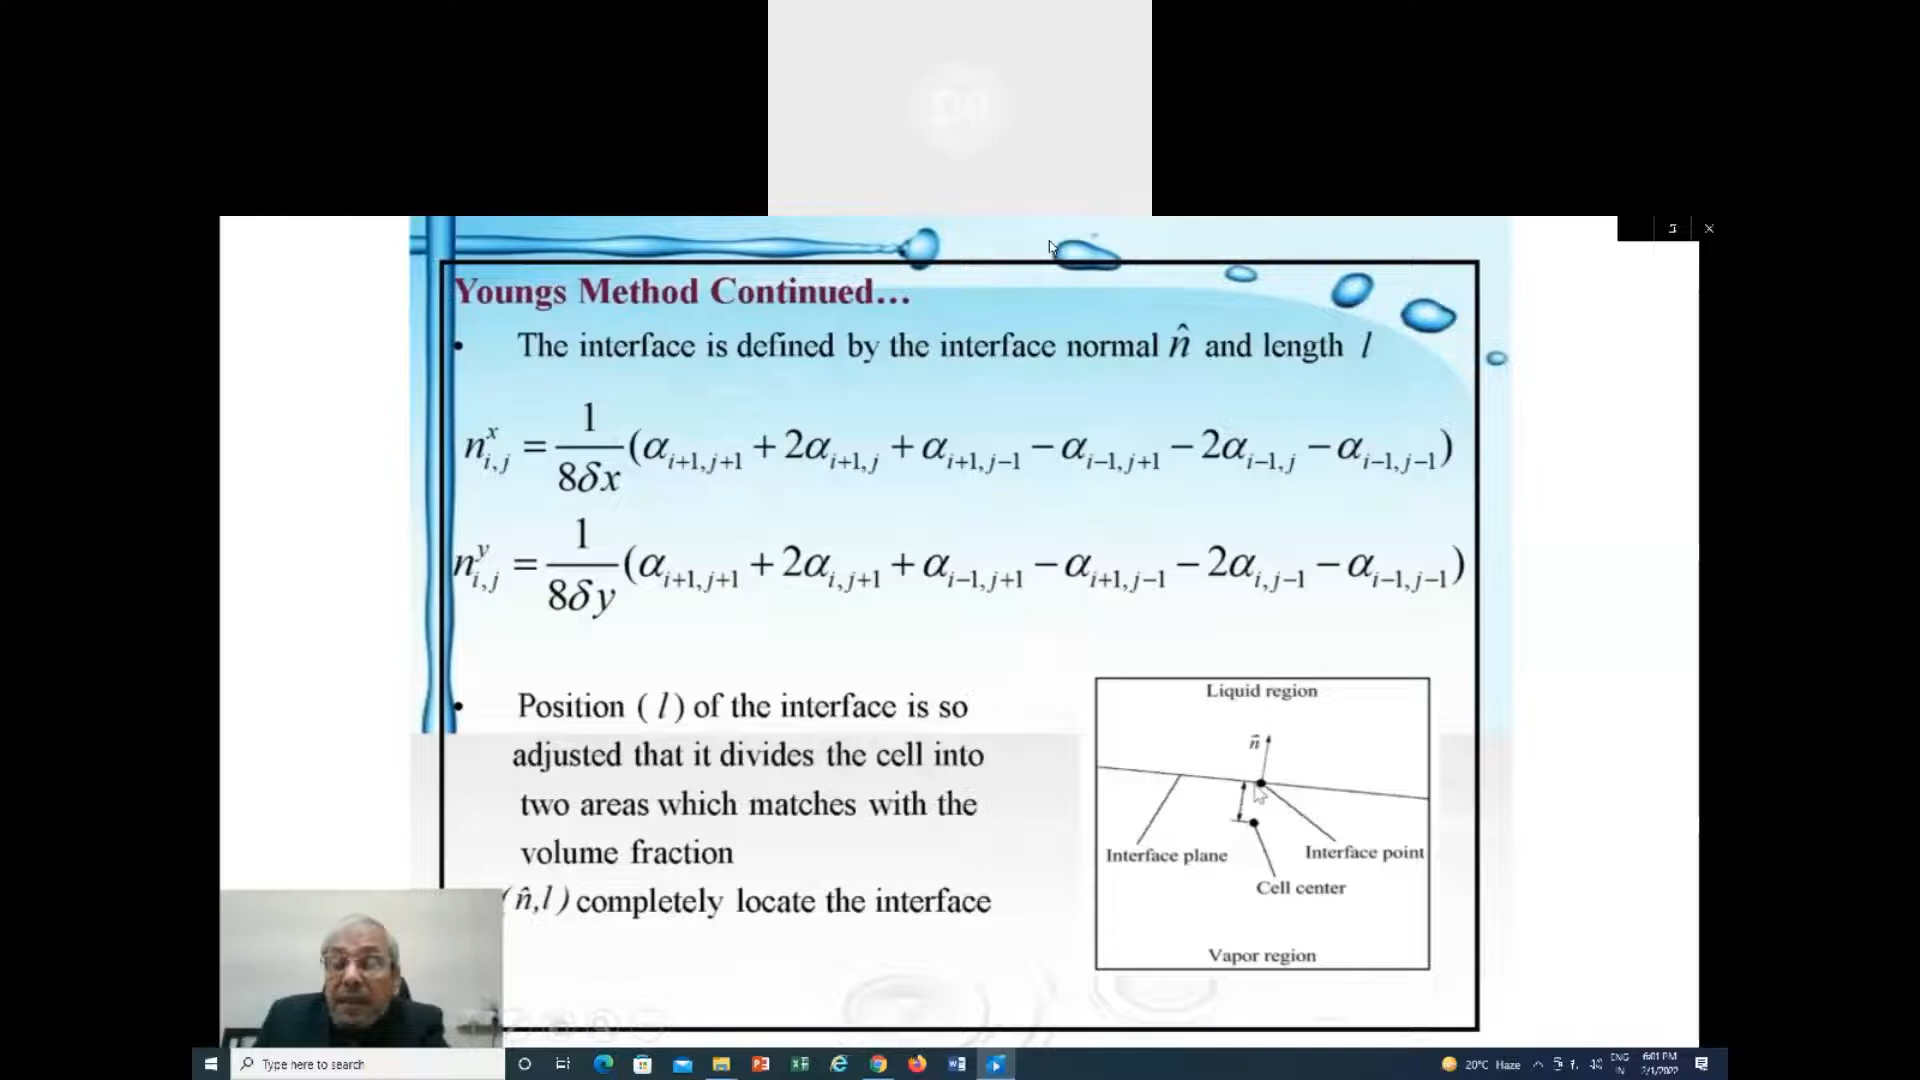 Youngs Method Continued...
• The interface is defined by the interface normal n̂ and length l
n^x_{i,j} = 1/(8δx) (α_{i+1,j+1} + 2α_{i+1,j} + α_{i+1,j−1} − α_{i−1,j+1} − 2α_{i−1,j} − α_{i−1,j−1})
n^y_{i,j} = 1/(8δy) (α_{i+1,j+1} + 2α_{i,j+1} + α_{i−1,j+1} − α_{i+1,j−1} − 2α_{i,j−1} − α_{i−1,j−1})
• Position ( l ) of the interface is so
adjusted that it divides the cell into
two areas which matches with the
volume fraction
( n̂,l ) completely locate the interface
Liquid region
n̂
Interface plane
Interface point
Cell center
Vapor region
Type here to search
20°C Haze
ENG
IN
6:01 PM
2/1/2022